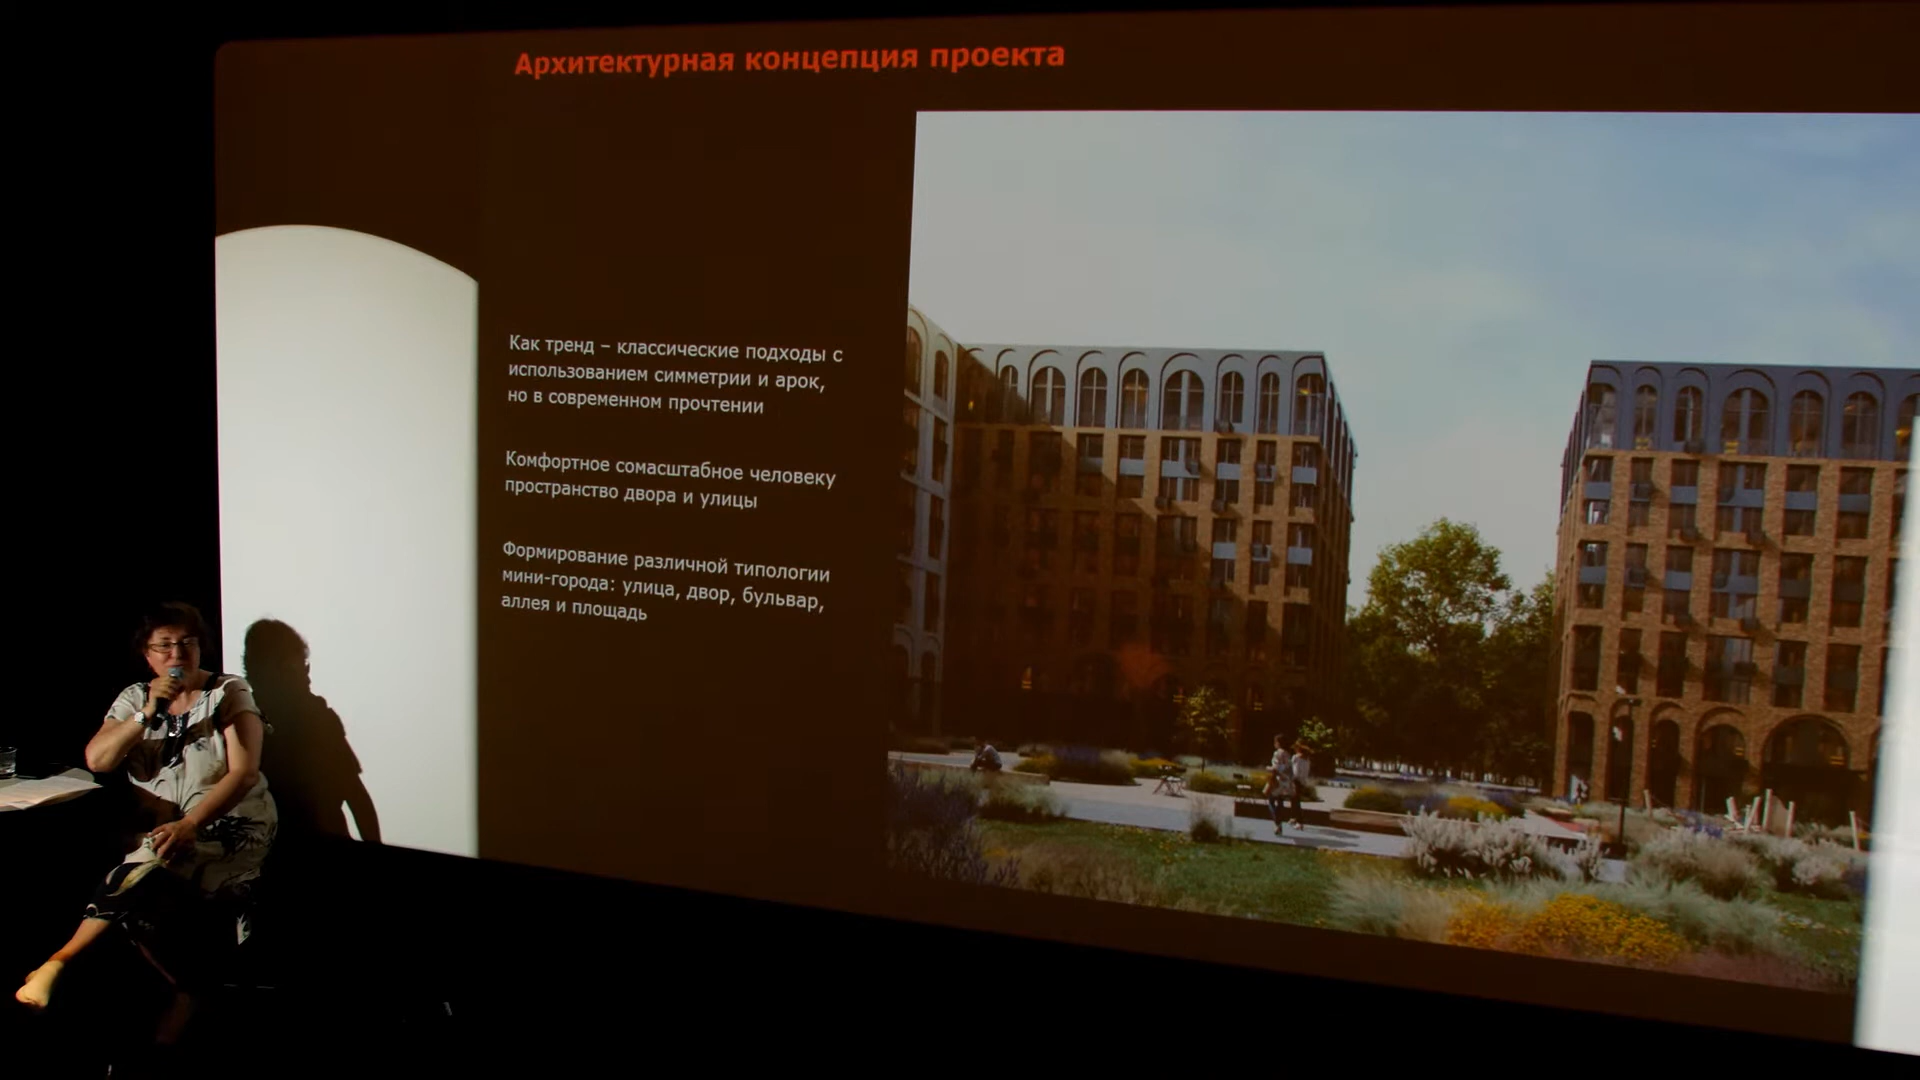 Архитектурная концепция проекта
Как тренд – классические подходы с
использованием симметрии и арок,
но в современном прочтении
Комфортное сомасштабное человеку
пространство двора и улицы
Формирование различной типологии
мини-города: улица, двор, бульвар,
аллея и площадь